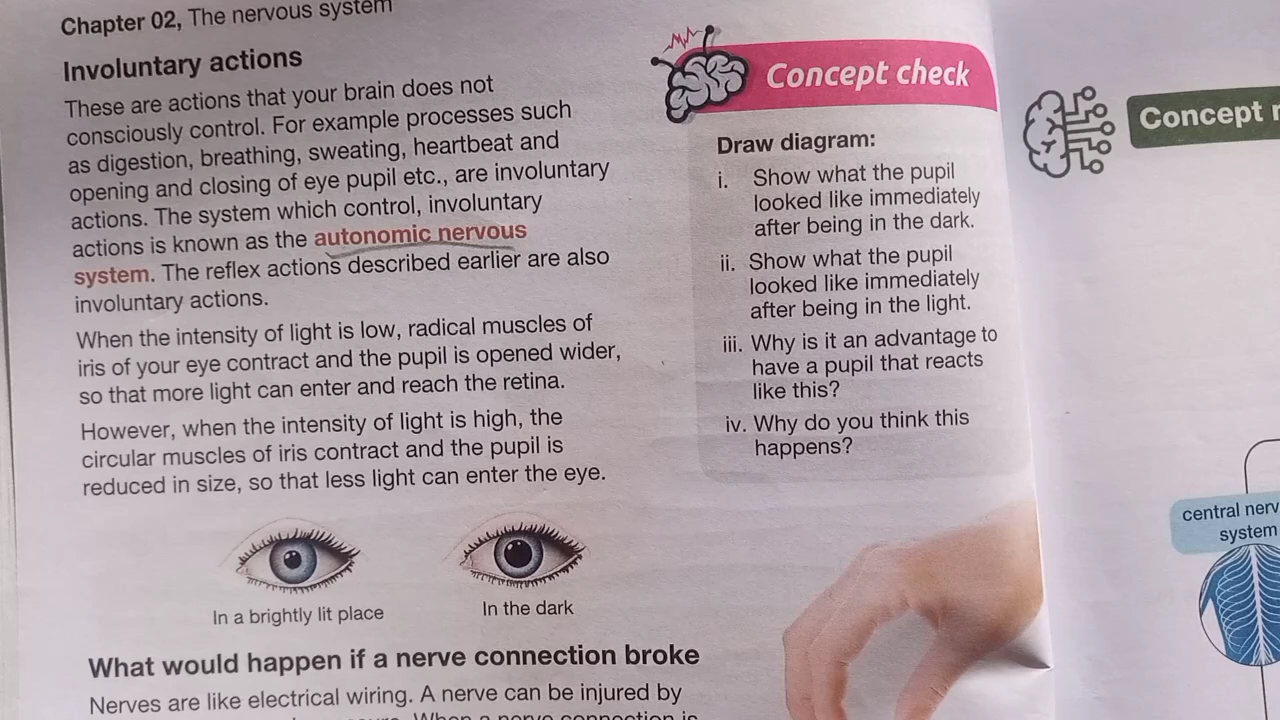 Chapter 02, The nervous system
Involuntary actions
These are actions that your brain does not
consciously control. For example processes such
as digestion, breathing, sweating, heartbeat and
opening and closing of eye pupil etc., are involuntary
actions. The system which control, involuntary
actions is known as the autonomic nervous
system. The reflex actions described earlier are also
involuntary actions.
When the intensity of light is low, radical muscles of
iris of your eye contract and the pupil is opened wider,
so that more light can enter and reach the retina.
However, when the intensity of light is high, the
circular muscles of iris contract and the pupil is
reduced in size, so that less light can enter the eye.
In a brightly lit place
In the dark
What would happen if a nerve connection broke
Nerves are like electrical wiring. A nerve can be injured by
When a nerve connection is
Concept check
Draw diagram:
i. Show what the pupil
looked like immediately
after being in the dark.
ii. Show what the pupil
looked like immediately
after being in the light.
iii. Why is it an advantage to
have a pupil that reacts
like this?
iv. Why do you think this
happens?
Concept
central
system